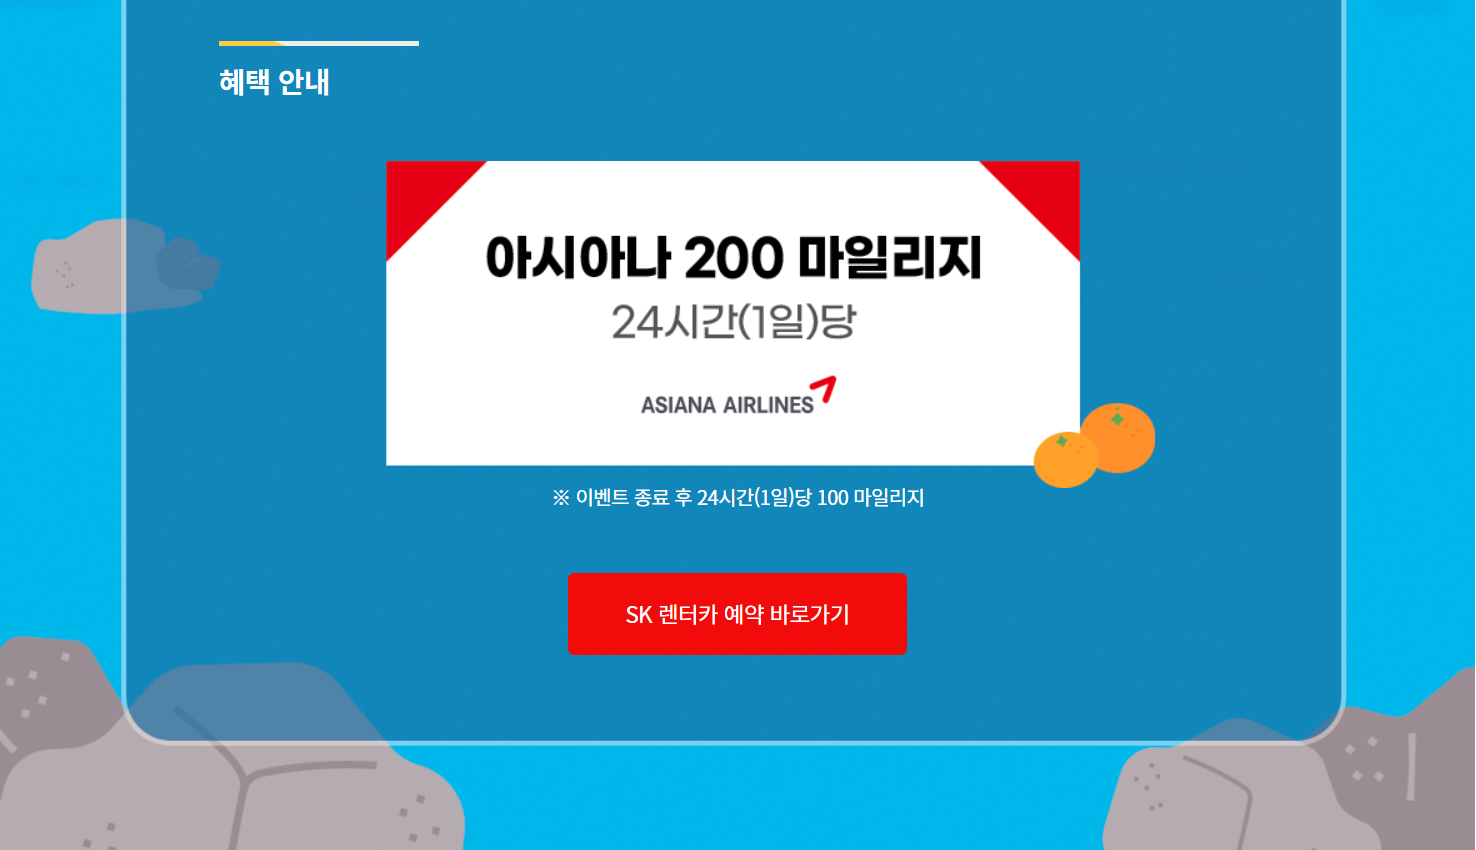 혜택 안내
아시아나 200 마일리지
24시간(1일)당
ASIANA AIRLINES
※ 이벤트 종료 후 24시간(1일)당 100 마일리지
SK 렌터카 예약 바로가기